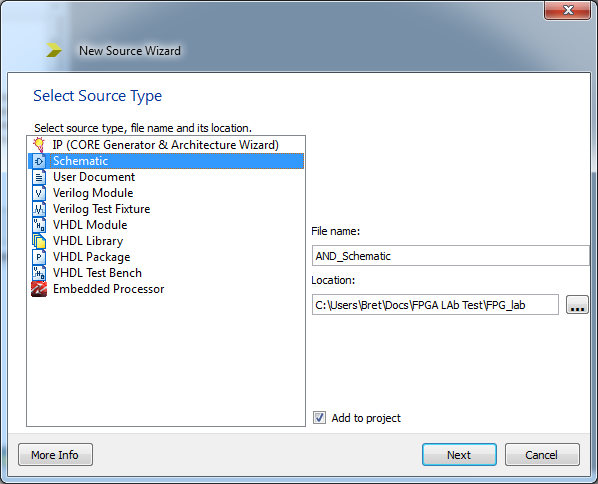 New Source Wizard
Select Source Type
Select source type, file name and its location.
IP (CORE Generator & Architecture Wizard)
Schematic
User Document
Verilog Module
Verilog Test Fixture
VHDL Module
VHDL Library
VHDL Package
VHDL Test Bench
Embedded Processor
File name:
AND_Schematic
Location:
C:\Users\Bret\Docs\FPGA LAb Test\FPG_lab
...
Add to project
More Info
Next
Cancel